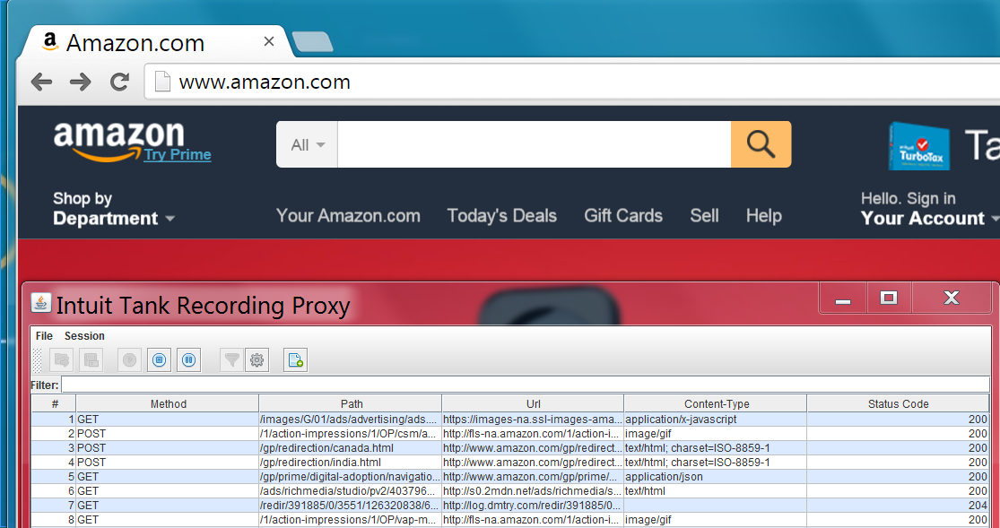 Amazon.com
www.amazon.com
amazon
Try Prime
All
TurboTax
Shop by
Department
Your Amazon.com
Today's Deals
Gift Cards
Sell
Help
Hello. Sign in
Your Account
Intuit Tank Recording Proxy
File Session
Filter:
# Method Path Url Content-Type Status Code
1 GET /images/G/01/ads/advertising/ads.... https://images-na.ssl-images-ama... application/x-javascript 200
2 POST /1/action-impressions/1/OP/csm/a... http://fls-na.amazon.com/1/action-i... image/gif 200
3 POST /gp/redirection/canada.html http://www.amazon.com/gp/redirect... text/html; charset=ISO-8859-1 200
4 POST /gp/redirection/india.html http://www.amazon.com/gp/redirect... text/html; charset=ISO-8859-1 200
5 GET /gp/prime/digital-adoption/navigatio... http://www.amazon.com/gp/prime/... application/json 200
6 GET /ads/richmedia/studio/pv2/403796... http://s0.2mdn.net/ads/richmedia/s... text/html 200
7 GET /redir/391885/0/3551/126320838/6... http://log.dmtry.com/redir/391885/0... 204
8 GET /1/action-impressions/1/OP/vap-m... http://fls-na.amazon.com/1/action-i... image/gif 200